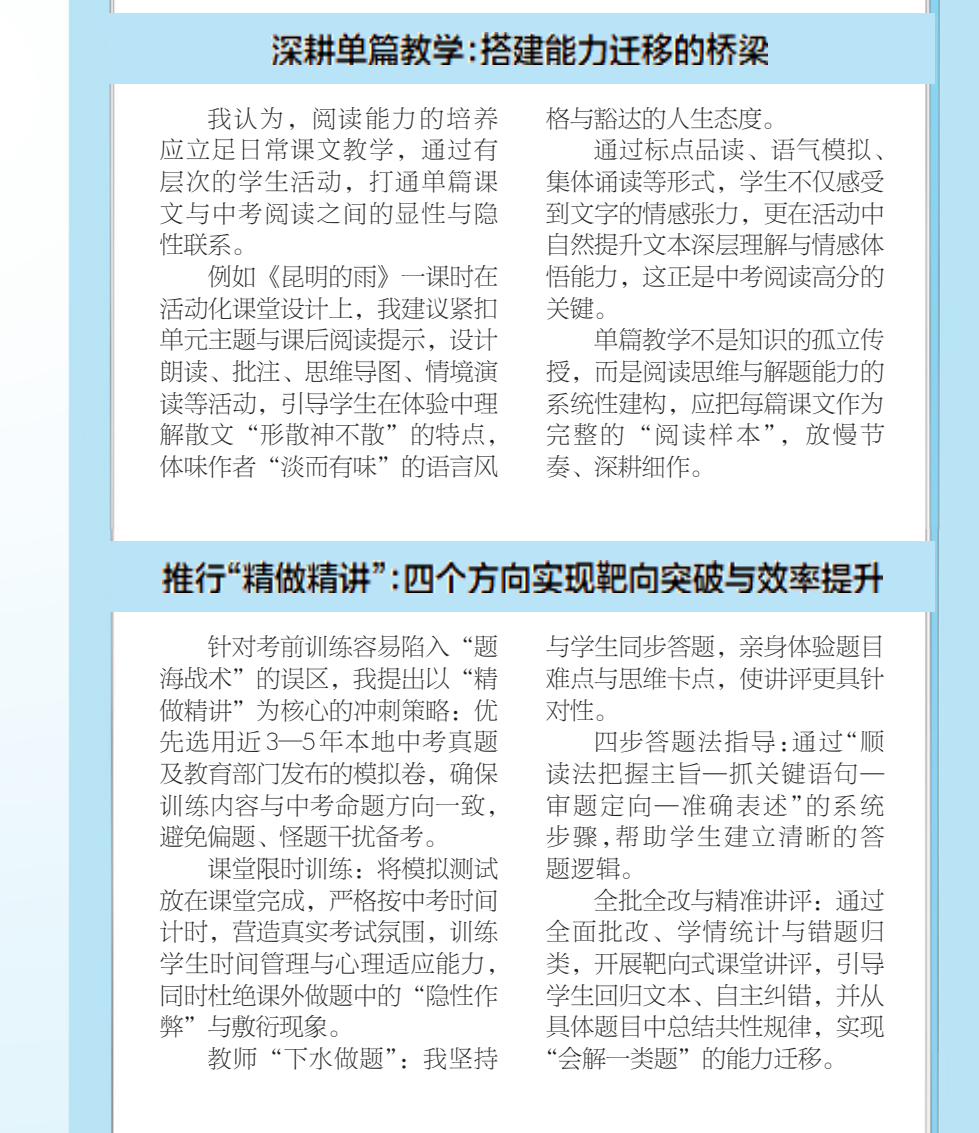 深耕单篇教学:搭建能力迁移的桥梁
我认为，阅读能力的培养
应立足日常课文教学，通过有
层次的学生活动，打通单篇课
文与中考阅读之间的显性与隐
性联系。
例如《昆明的雨》一课时在
活动化课堂设计上，我建议紧扣
单元主题与课后阅读提示，设计
朗读、批注、思维导图、情境演
读等活动，引导学生在体验中理
解散文“形散神不散”的特点，
体味作者“淡而有味”的语言风
格与豁达的人生态度。
通过标点品读、语气模拟、
集体诵读等形式，学生不仅感受
到文字的情感张力，更在活动中
自然提升文本深层理解与情感体
悟能力，这正是中考阅读高分的
关键。
单篇教学不是知识的孤立传
授，而是阅读思维与解题能力的
系统性建构，应把每篇课文作为
完整的“阅读样本”，放慢节
奏、深耕细作。
推行“精做精讲”:四个方向实现靶向突破与效率提升
针对考前训练容易陷入“题
海战术”的误区，我提出以“精
做精讲”为核心的冲刺策略：优
先选用近3—5年本地中考真题
及教育部门发布的模拟卷，确保
训练内容与中考命题方向一致，
避免偏题、怪题干扰备考。
课堂限时训练：将模拟测试
放在课堂完成，严格按中考时间
计时，营造真实考试氛围，训练
学生时间管理与心理适应能力，
同时杜绝课外做题中的“隐性作
弊”与敷衍现象。
教师“下水做题”：我坚持
与学生同步答题，亲身体验题目
难点与思维卡点，使讲评更具针
对性。
四步答题法指导:通过“顺
读法把握主旨—抓关键语句—
审题定向—准确表述”的系统
步骤,帮助学生建立清晰的答
题逻辑。
全批全改与精准讲评：通过
全面批改、学情统计与错题归
类，开展靶向式课堂讲评，引导
学生回归文本、自主纠错，并从
具体题目中总结共性规律，实现
“会解一类题”的能力迁移。